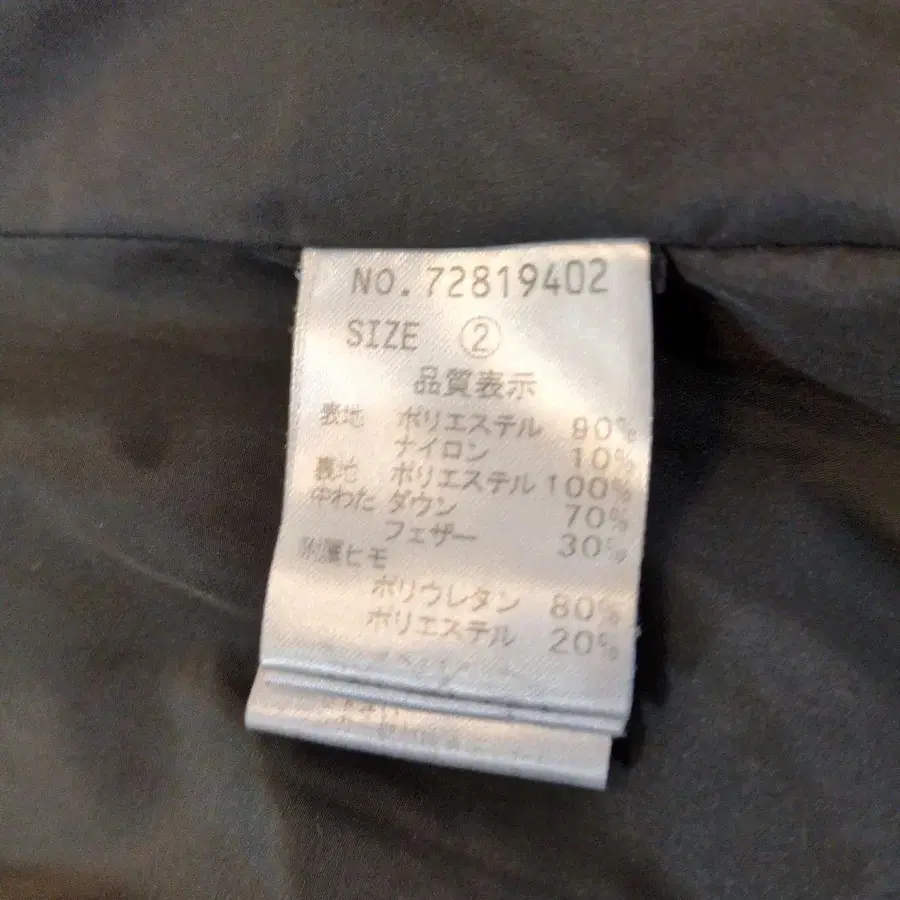 NO.72819402
SIZE ②
品質表示
表地 ポリエステル 90%
ナイロン 10%
裏地 ポリエステル 100%
中わた ダウン 70%
フェザー 30%
附属ヒモ
ポリウレタン 80%
ポリエステル 20%